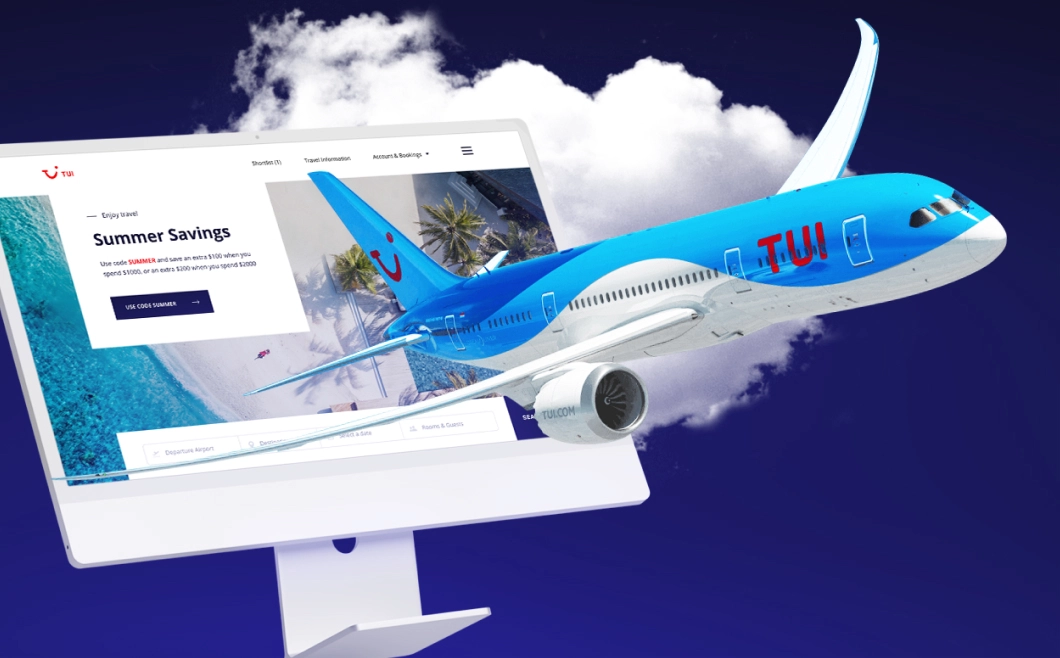 TUI
Shortlist (1)
Travel Information
Account & Bookings
Enjoy travel
Summer Savings
Use code SUMMER and save an extra $100 when you
spend $1000, or an extra $200 when you spend $2000
USE CODE SUMMER
Departure Airport
Rooms & Guests
TUI
TUI.COM